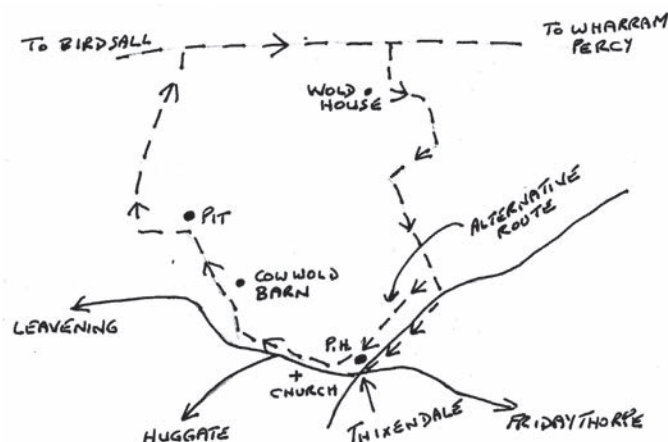 TO BIRDSALL
TO WHARRAM
PERCY
WOLD
HOUSE
PIT
ALTERNATIVE
ROUTE
COW WOLD
BARN
LEAVENING
P.H.
CHURCH
HUGGATE
THIXENDALE
FRIDAYTHORPE